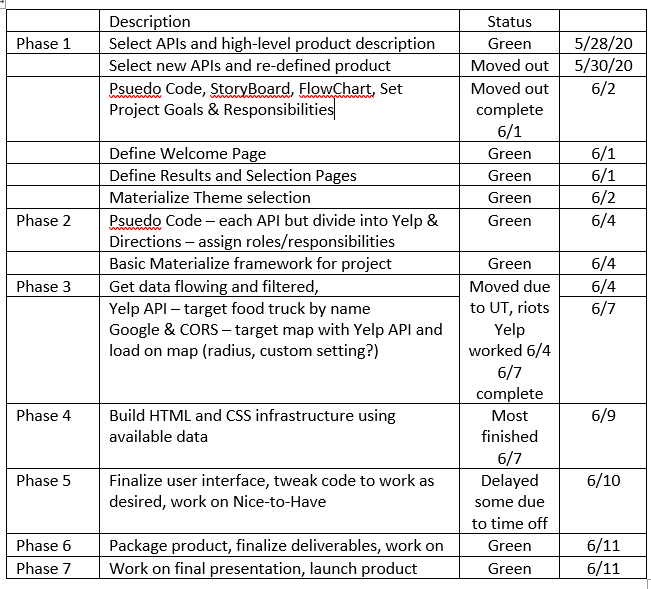 Description Status
Phase 1 Select APIs and high-level product description Green 5/28/20
Select new APIs and re-defined product Moved out 5/30/20
Psuedo Code, StoryBoard, FlowChart, Set Moved out 6/2
Project Goals & Responsibilities complete
6/1
Define Welcome Page Green 6/1
Define Results and Selection Pages Green 6/1
Materialize Theme selection Green 6/2
Phase 2 Psuedo Code – each API but divide into Yelp & Green 6/4
Directions – assign roles/responsibilities
Basic Materialize framework for project Green 6/4
Phase 3 Get data flowing and filtered, Moved due 6/4
Yelp API – target food truck by name to UT, riots 6/7
Google & CORS – target map with Yelp API and Yelp
load on map (radius, custom setting?) worked 6/4
6/7
complete
Phase 4 Build HTML and CSS infrastructure using Most 6/9
available data finished
6/7
Phase 5 Finalize user interface, tweak code to work as Delayed 6/10
desired, work on Nice-to-Have some due
to time off
Phase 6 Package product, finalize deliverables, work on Green 6/11
Phase 7 Work on final presentation, launch product Green 6/11